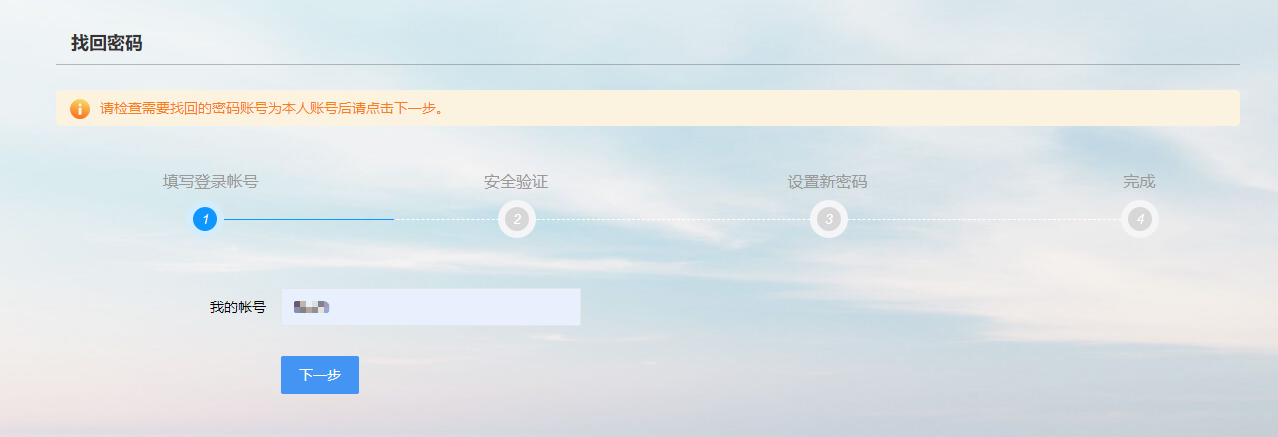 找回密码
请检查需要找回的密码账号为本人账号后请点击下一步。
填写登录帐号 安全验证 设置新密码 完成
1 2 3 4
我的帐号
下一步